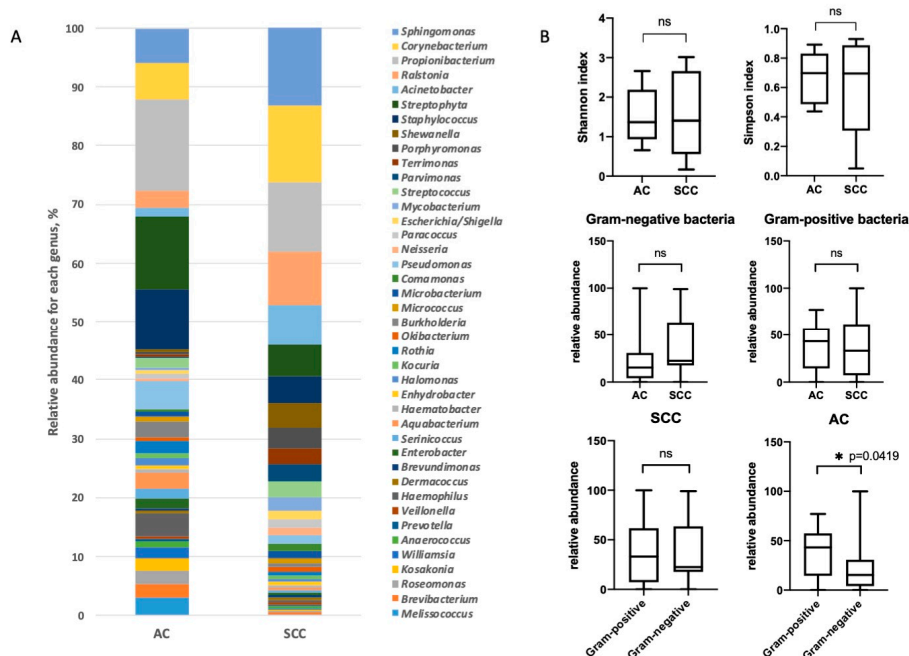 A
100
90
80
70
60
50
40
30
20
10
0
Relative abundance for each genus, %
AC
SCC
Sphingomonas
Corynebacterium
Propionibacterium
Ralstonia
Acinetobacter
Streptophyta
Staphylococcus
Shewanella
Porphyromonas
Terrimonas
Parvimonas
Streptococcus
Mycobacterium
Escherichia/Shigella
Paracoccus
Neisseria
Pseudomonas
Comamonas
Microbacterium
Micrococcus
Burkholderia
Okibacterium
Rothia
Kocuria
Halomonas
Enhydrobacter
Haematobacter
Aquabacterium
Serinicoccus
Enterobacter
Brevundimonas
Dermacoccus
Haemophilus
Veillonella
Prevotella
Anaerococcus
Williamsia
Kosakonia
Roseomonas
Brevibacterium
Melissococcus
B
ns
Shannon index
4
3
2
1
0
AC
SCC
ns
Simpson index
1.0
0.8
0.6
0.4
0.2
0.0
AC
SCC
Gram-negative bacteria
ns
relative abundance
150
100
50
0
AC
SCC
Gram-positive bacteria
ns
relative abundance
150
100
50
0
AC
SCC
SCC
ns
relative abundance
150
100
50
0
Gram-positive
Gram-negative
AC
* p=0.0419
relative abundance
150
100
50
0
Gram-positive
Gram-negative